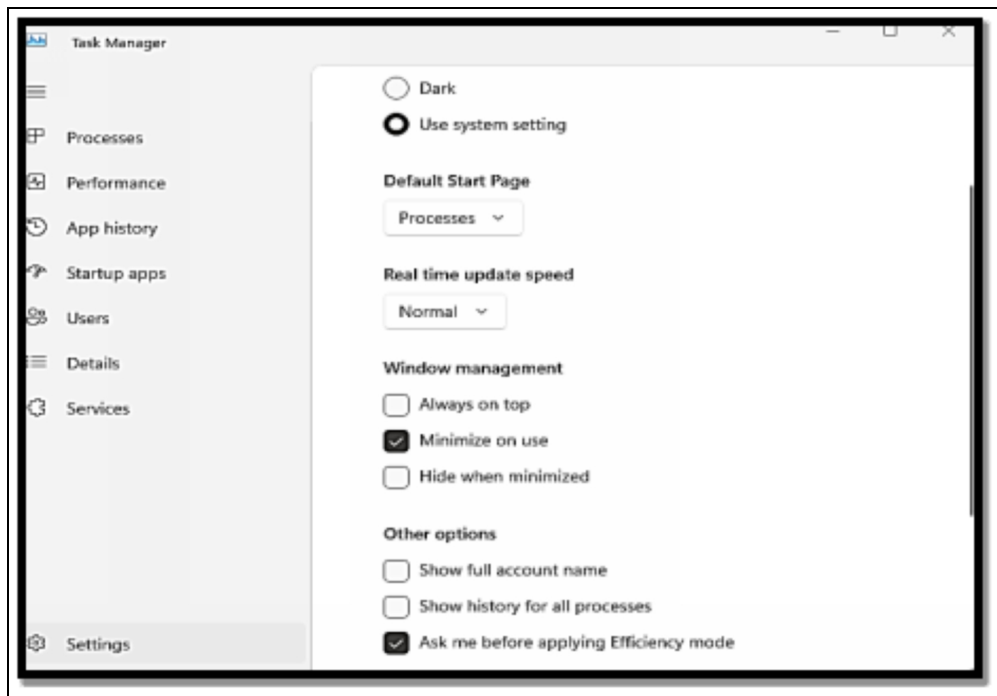 Task Manager
Processes
Performance
App history
Startup apps
Users
Details
Services
Settings
Dark
Use system setting
Default Start Page
Processes
Real time update speed
Normal
Window management
Always on top
Minimize on use
Hide when minimized
Other options
Show full account name
Show history for all processes
Ask me before applying Efficiency mode